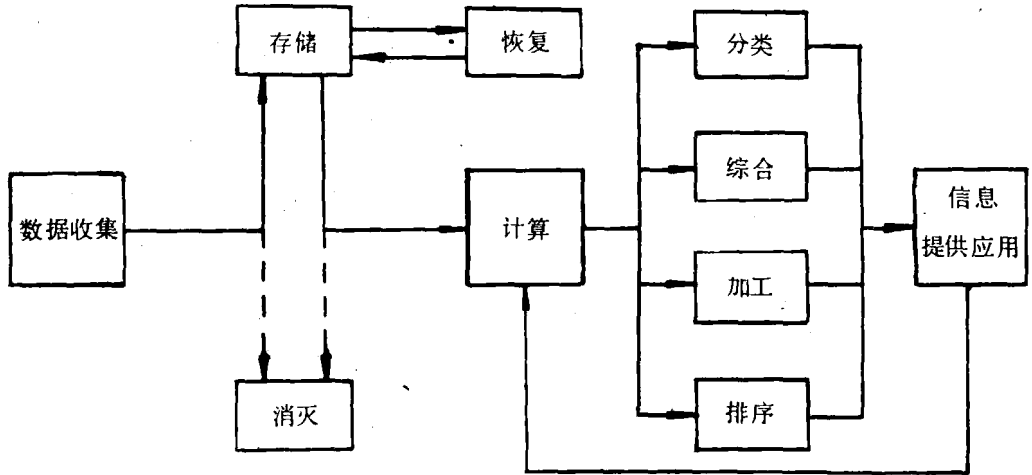 存储
恢复
分类
数据收集
计算
综合
信息
提供应用
加工
消灭
排序